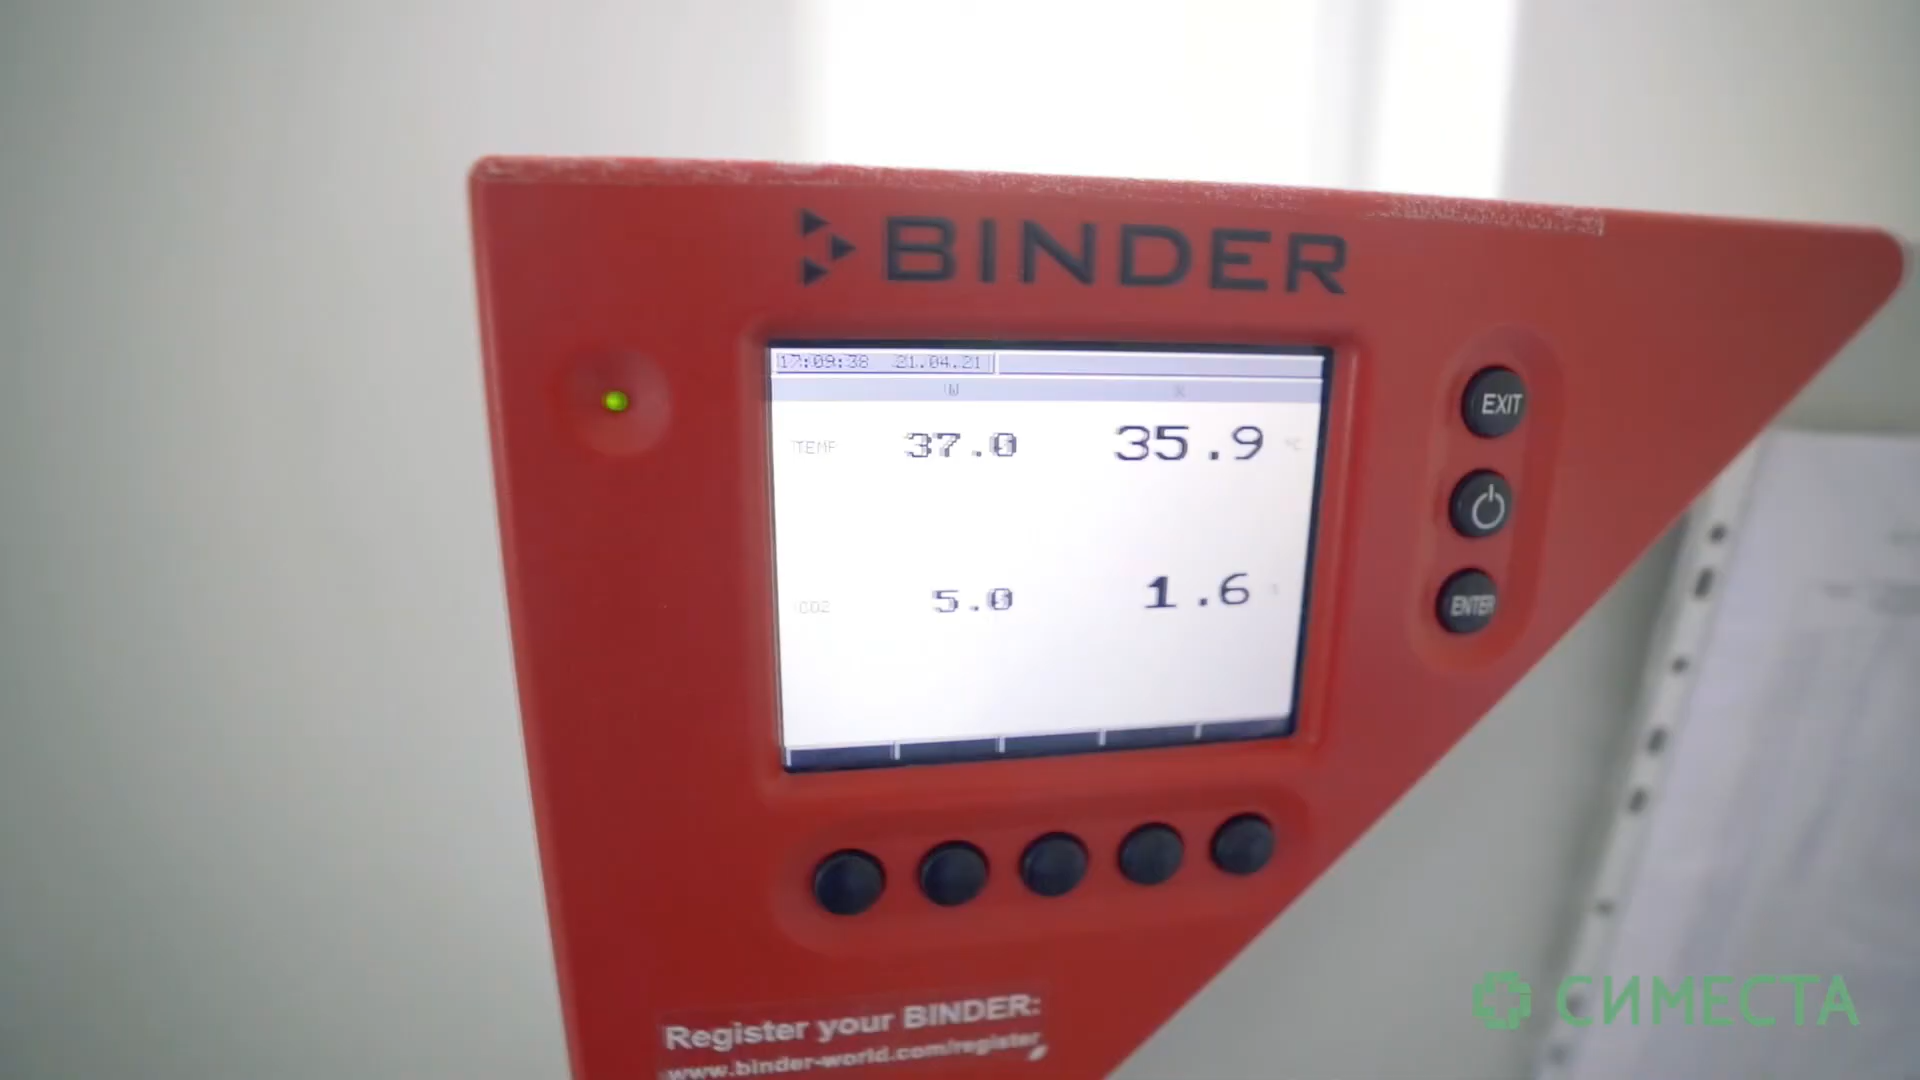 BINDER
17:09:38 21.04.21
W X
TEMP 37.0 35.9 °C
CO2 5.0 1.6
EXIT
ENTER
Register your BINDER:
www.binder-world.com/register
СИМЕСТА